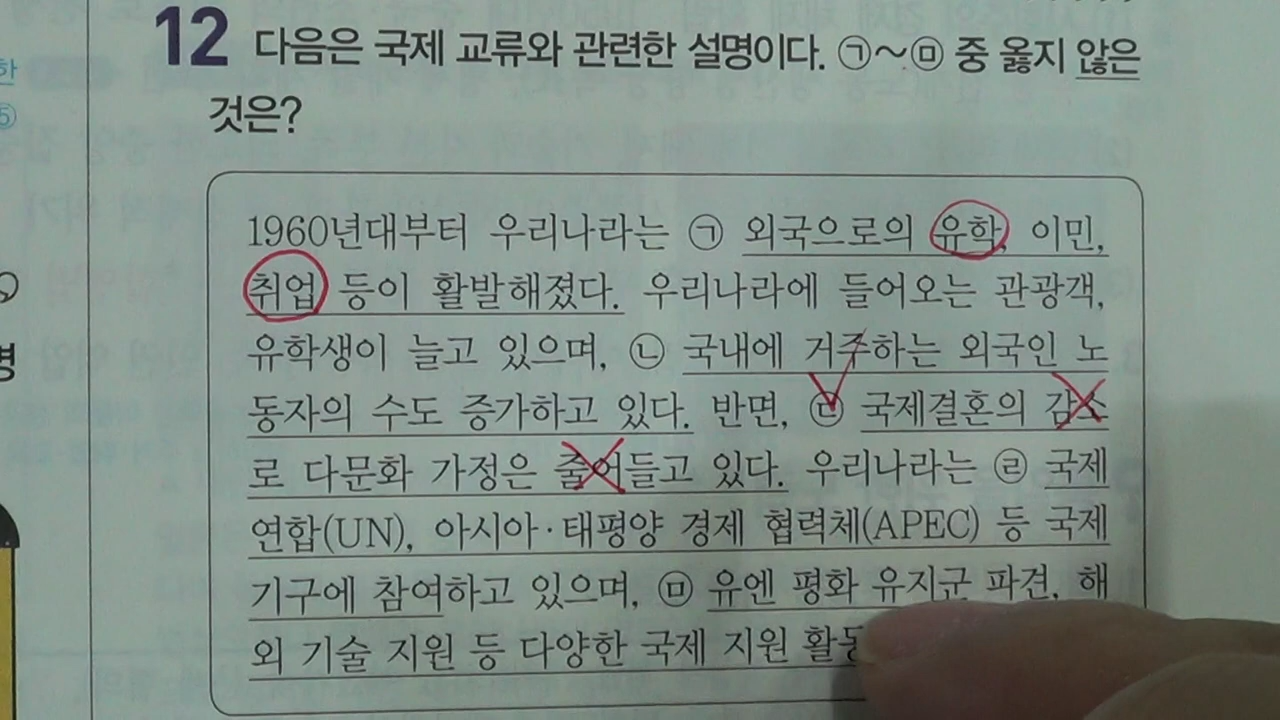 12 다음은 국제 교류와 관련한 설명이다. ㉠～㉤ 중 옳지 않은
것은?
한
⑤
1960년대부터 우리나라는 ㉠ 외국으로의 유학, 이민,
취업 등이 활발해졌다. 우리나라에 들어오는 관광객,
유학생이 늘고 있으며, ㉡ 국내에 거주하는 외국인 노
동자의 수도 증가하고 있다. 반면, ㉢ 국제결혼의 감소
로 다문화 가정은 줄어들고 있다. 우리나라는 ㉣ 국제
연합(UN), 아시아·태평양 경제 협력체(APEC) 등 국제
기구에 참여하고 있으며, ㉤ 유엔 평화 유지군 파견, 해
외 기술 지원 등 다양한 국제 지원 활동